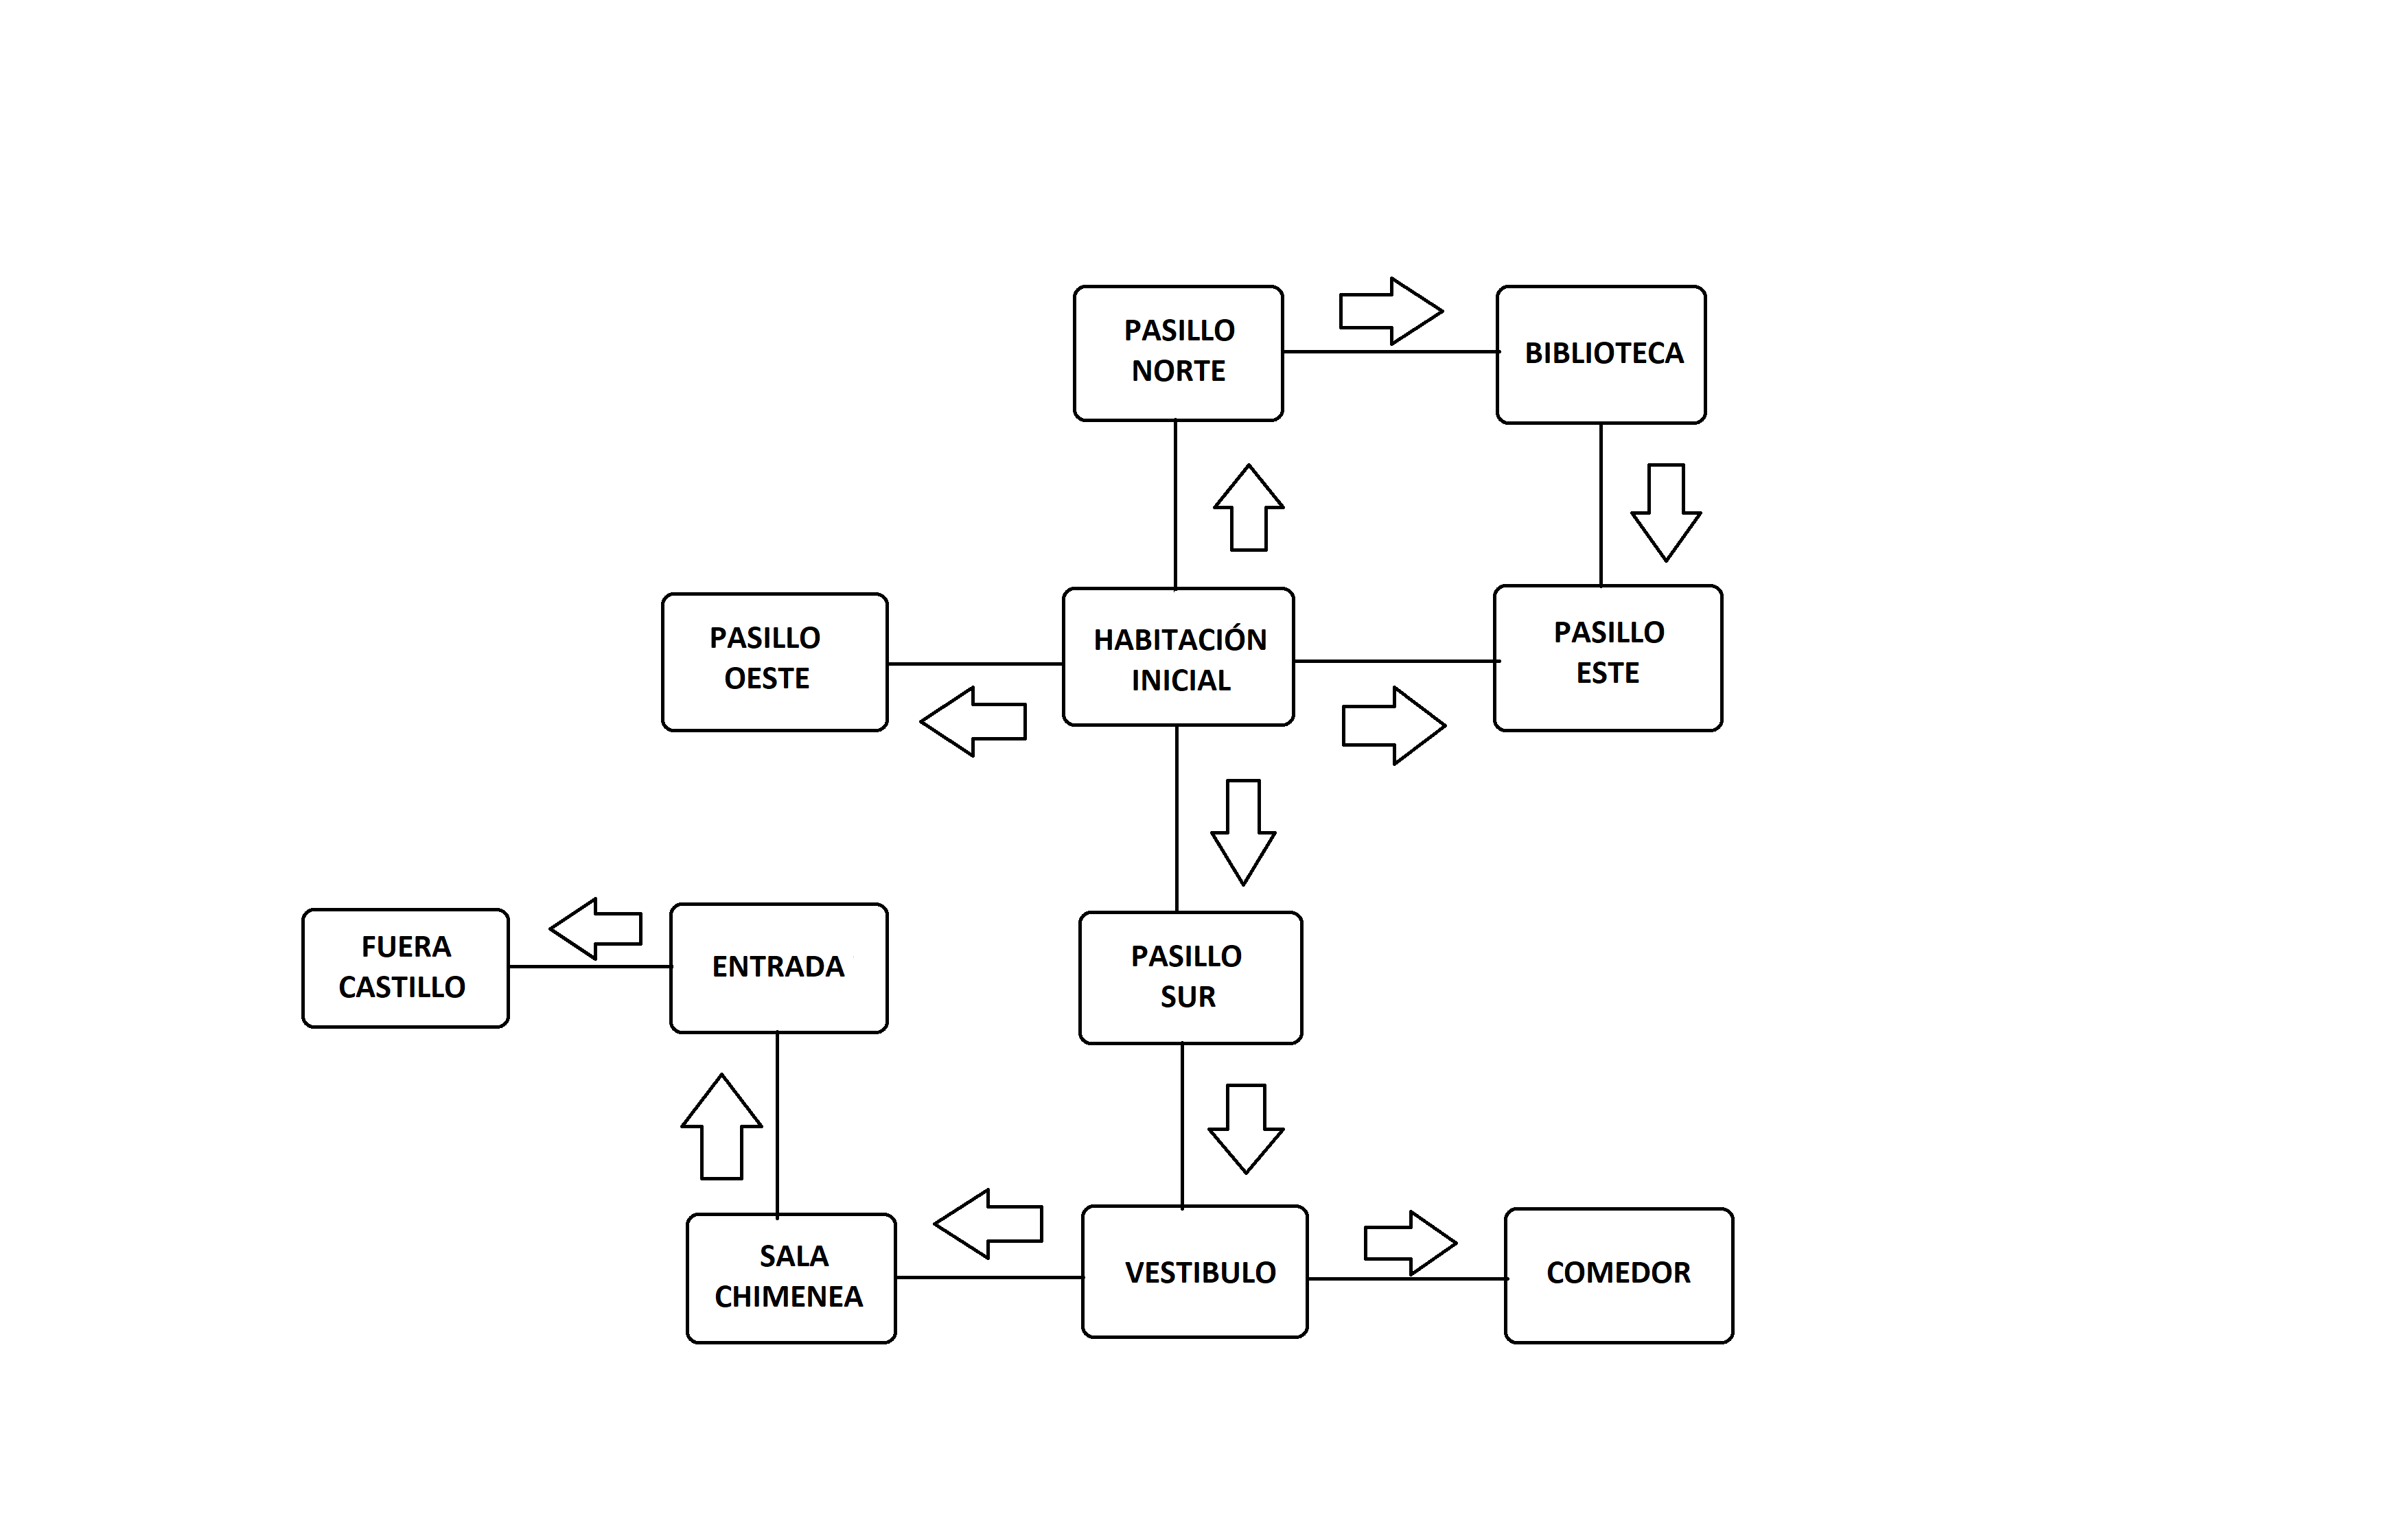 PASILLO
NORTE
BIBLIOTECA
PASILLO
OESTE
HABITACIÓN
INICIAL
PASILLO
ESTE
FUERA
CASTILLO
ENTRADA
PASILLO
SUR
SALA
CHIMENEA
VESTIBULO
COMEDOR